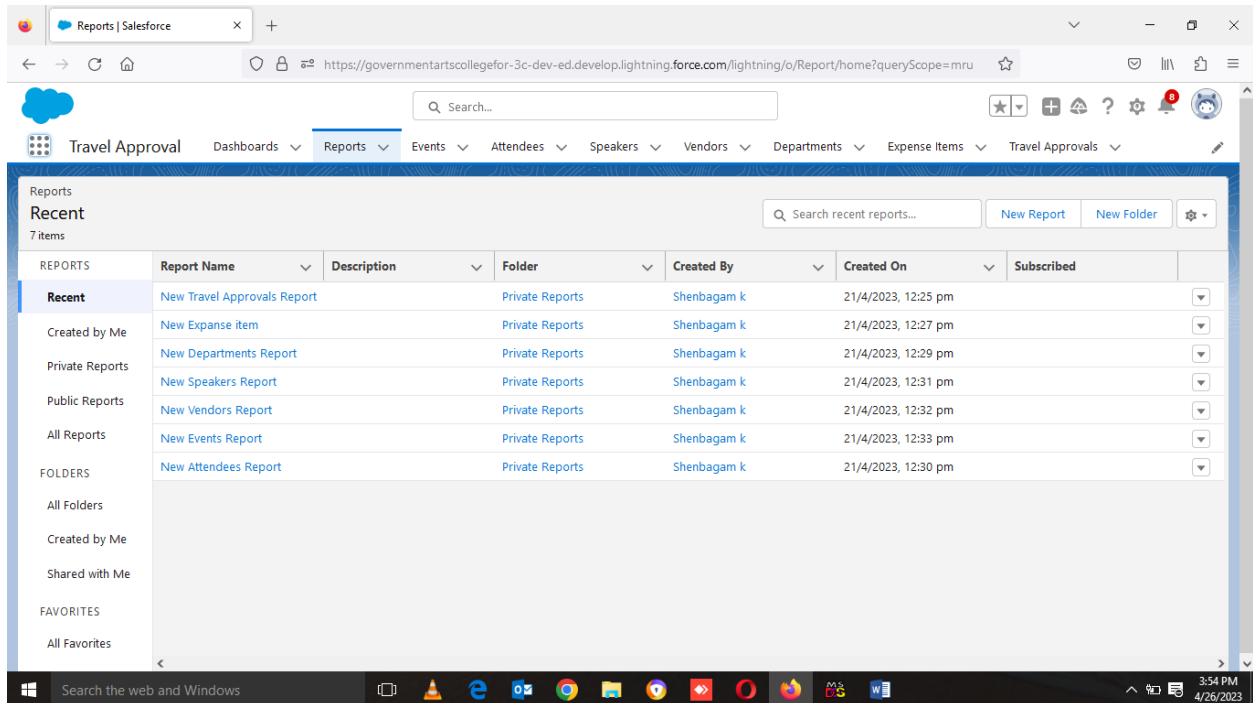 Reports | Salesforce
https://governmentartscollegefor-3c-dev-ed.develop.lightning.force.com/lightning/o/Report/home?queryScope=mru
Search...
8
Travel Approval Dashboards Reports Events Attendees Speakers Vendors Departments Expense Items Travel Approvals
Reports
Recent
7 items
Search recent reports...
New Report New Folder
REPORTS Report Name Description Folder Created By Created On Subscribed
Recent New Travel Approvals Report Private Reports Shenbagam k 21/4/2023, 12:25 pm
New Expanse item Private Reports Shenbagam k 21/4/2023, 12:27 pm
Created by Me
New Departments Report Private Reports Shenbagam k 21/4/2023, 12:29 pm
Private Reports
New Speakers Report Private Reports Shenbagam k 21/4/2023, 12:31 pm
Public Reports
New Vendors Report Private Reports Shenbagam k 21/4/2023, 12:32 pm
All Reports
New Events Report Private Reports Shenbagam k 21/4/2023, 12:33 pm
FOLDERS
New Attendees Report Private Reports Shenbagam k 21/4/2023, 12:30 pm
All Folders
Created by Me
Shared with Me
FAVORITES
All Favorites
Search the web and Windows
3:54 PM
4/26/2023